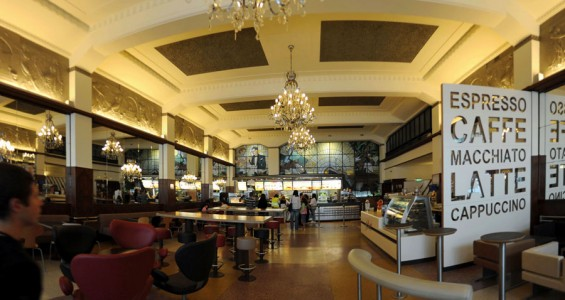 ESPRESSO
CAFFE
MACCHIATO
LATTE
CAPPUCCINO